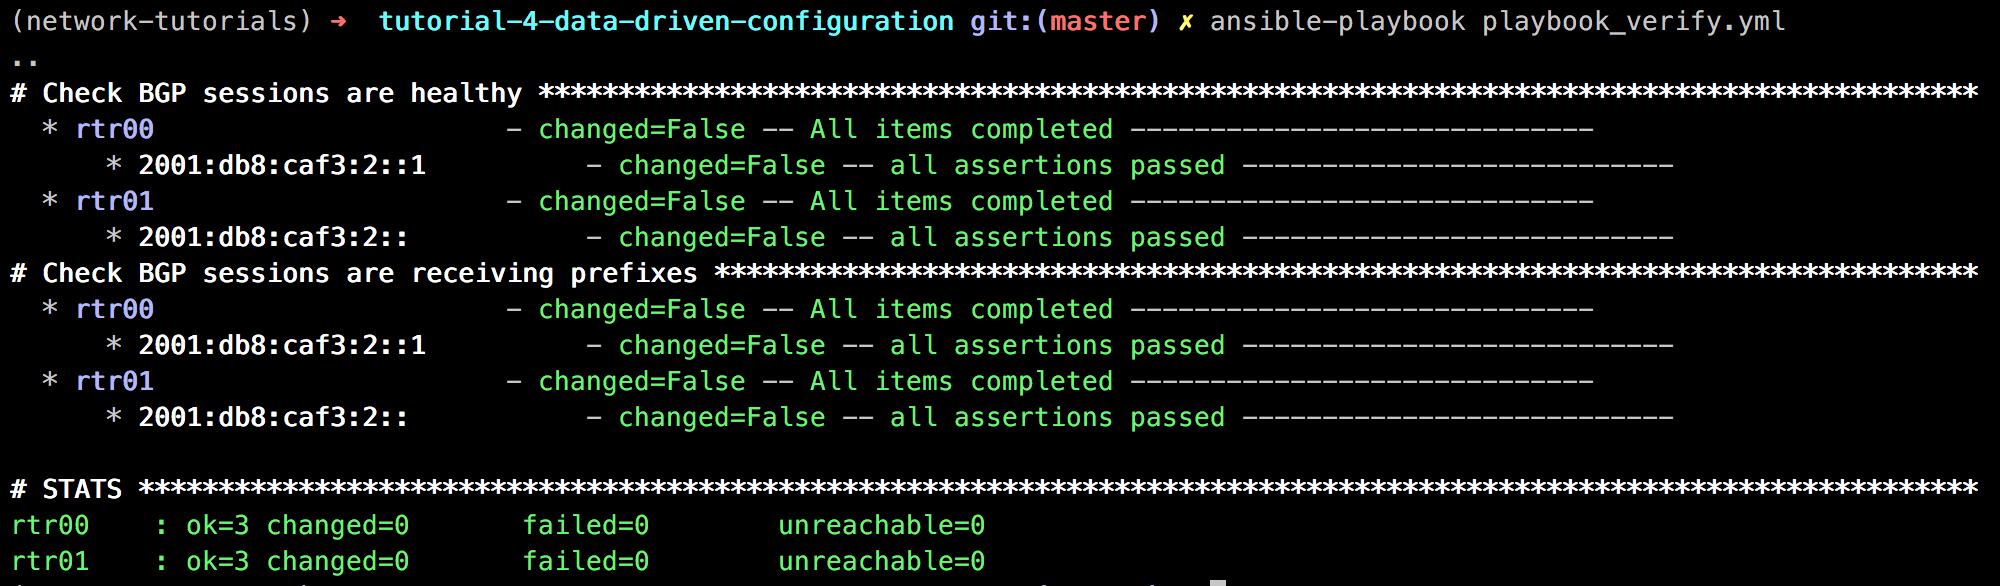 (network-tutorials) ➜  tutorial-4-data-driven-configuration git:(master) ✗ ansible-playbook playbook_verify.yml
..
# Check BGP sessions are healthy ******************************************************************************************
  * rtr00                      - changed=False -- All items completed -----------------------------
      * 2001:db8:caf3:2::1          - changed=False -- all assertions passed ---------------------------
  * rtr01                      - changed=False -- All items completed -----------------------------
      * 2001:db8:caf3:2::           - changed=False -- all assertions passed ---------------------------
# Check BGP sessions are receiving prefixes *******************************************************************************
  * rtr00                      - changed=False -- All items completed -----------------------------
      * 2001:db8:caf3:2::1          - changed=False -- all assertions passed ---------------------------
  * rtr01                      - changed=False -- All items completed -----------------------------
      * 2001:db8:caf3:2::           - changed=False -- all assertions passed ---------------------------

# STATS *******************************************************************************************************************
rtr00    : ok=3 changed=0       failed=0        unreachable=0
rtr01    : ok=3 changed=0       failed=0        unreachable=0